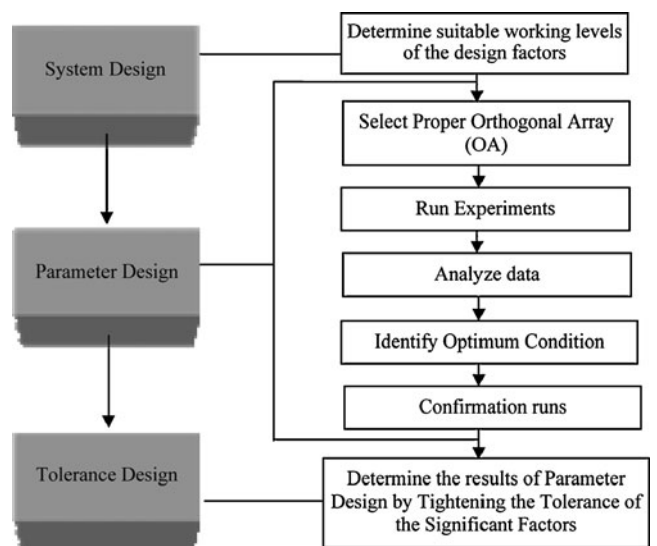 System Design
Determine suitable working levels
of the design factors
Select Proper Orthogonal Array
(OA)
Run Experiments
Parameter Design
Analyze data
Identify Optimum Condition
Confirmation runs
Tolerance Design
Determine the results of Parameter
Design by Tightening the Tolerance of
the Significant Factors